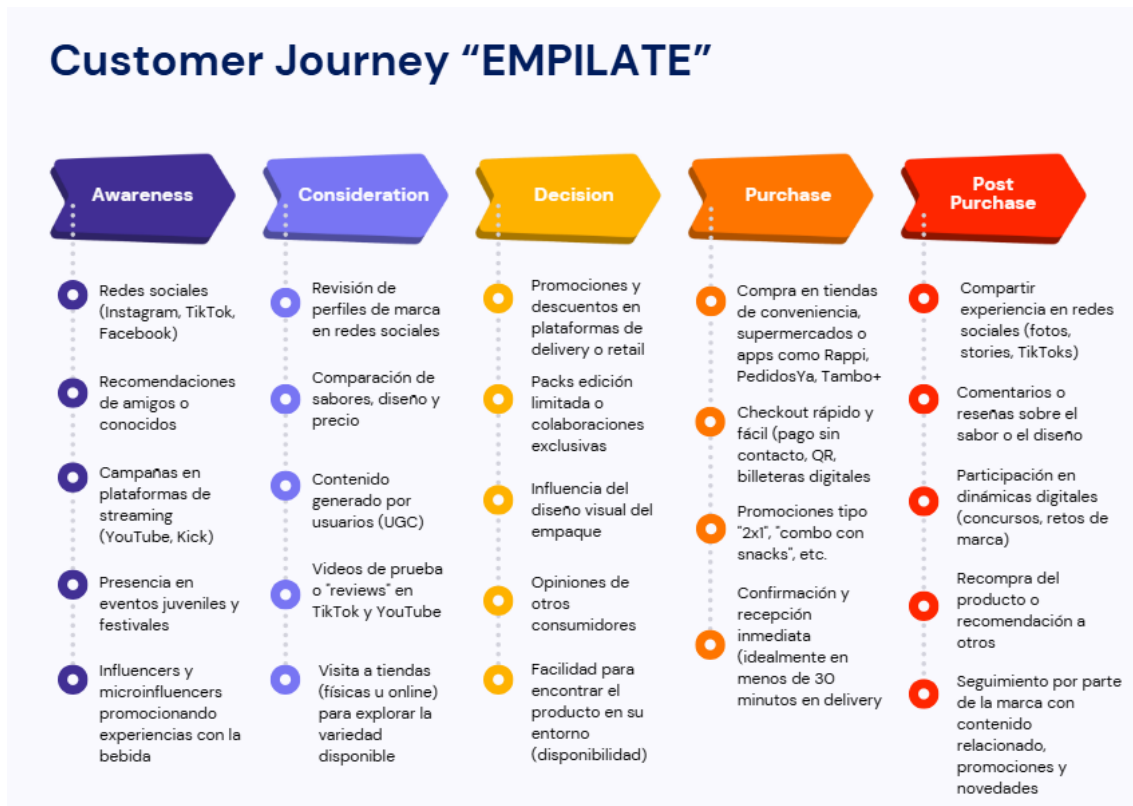 Customer Journey “EMPILATE”
Awareness
Redes sociales
(Instagram, TikTok,
Facebook)
Recomendaciones
de amigos o
conocidos
Campañas en
plataformas de
streaming
(YouTube, Kick)
Presencia en
eventos juveniles y
festivales
Influencers y
microinfluencers
promocionando
experiencias con la
bebida
Consideration
Revisión de
perfiles de marca
en redes sociales
Comparación de
sabores, diseño y
precio
Contenido
generado por
usuarios (UGC)
Videos de prueba
o "reviews" en
TikTok y YouTube
Visita a tiendas
(físicas u online)
para explorar la
variedad
disponible
Decision
Promociones y
descuentos en
plataformas de
delivery o retail
Packs edición
limitada o
colaboraciones
exclusivas
Influencia del
diseño visual del
empaque
Opiniones de
otros
consumidores
Facilidad para
encontrar el
producto en su
entorno
(disponibilidad)
Purchase
Compra en tiendas
de conveniencia,
supermercados o
apps como Rappi,
PedidosYa, Tambo+
Checkout rápido y
fácil (pago sin
contacto, QR,
billeteras digitales
Promociones tipo
"2x1", "combo con
snacks", etc.
Confirmación y
recepción
inmediata
(idealmente en
menos de 30
minutos en delivery
Post
Purchase
Compartir
experiencia en redes
sociales (fotos,
stories, TikToks)
Comentarios o
reseñas sobre el
sabor o el diseño
Participación en
dinámicas digitales
(concursos, retos de
marca)
Recompra del
producto o
recomendación a
otros
Seguimiento por parte
de la marca con
contenido
relacionado,
promociones y
novedades